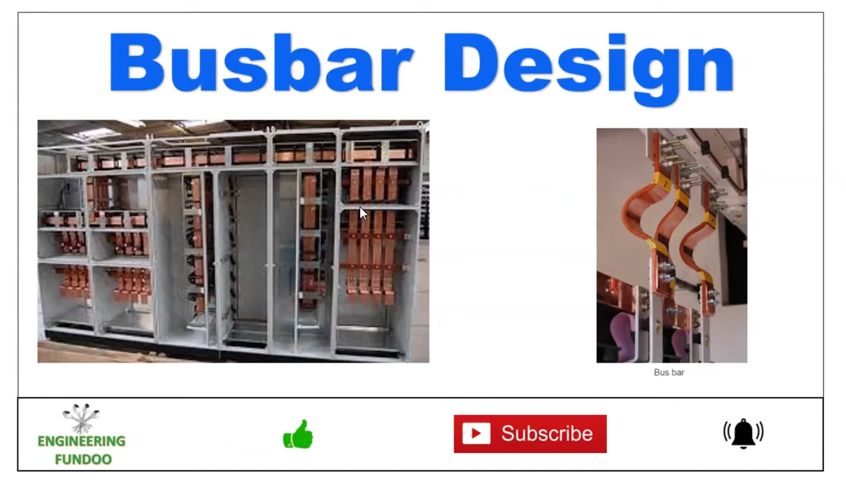 Busbar Design
Bus bar
ENGINEERING
FUNDOO
Subscribe